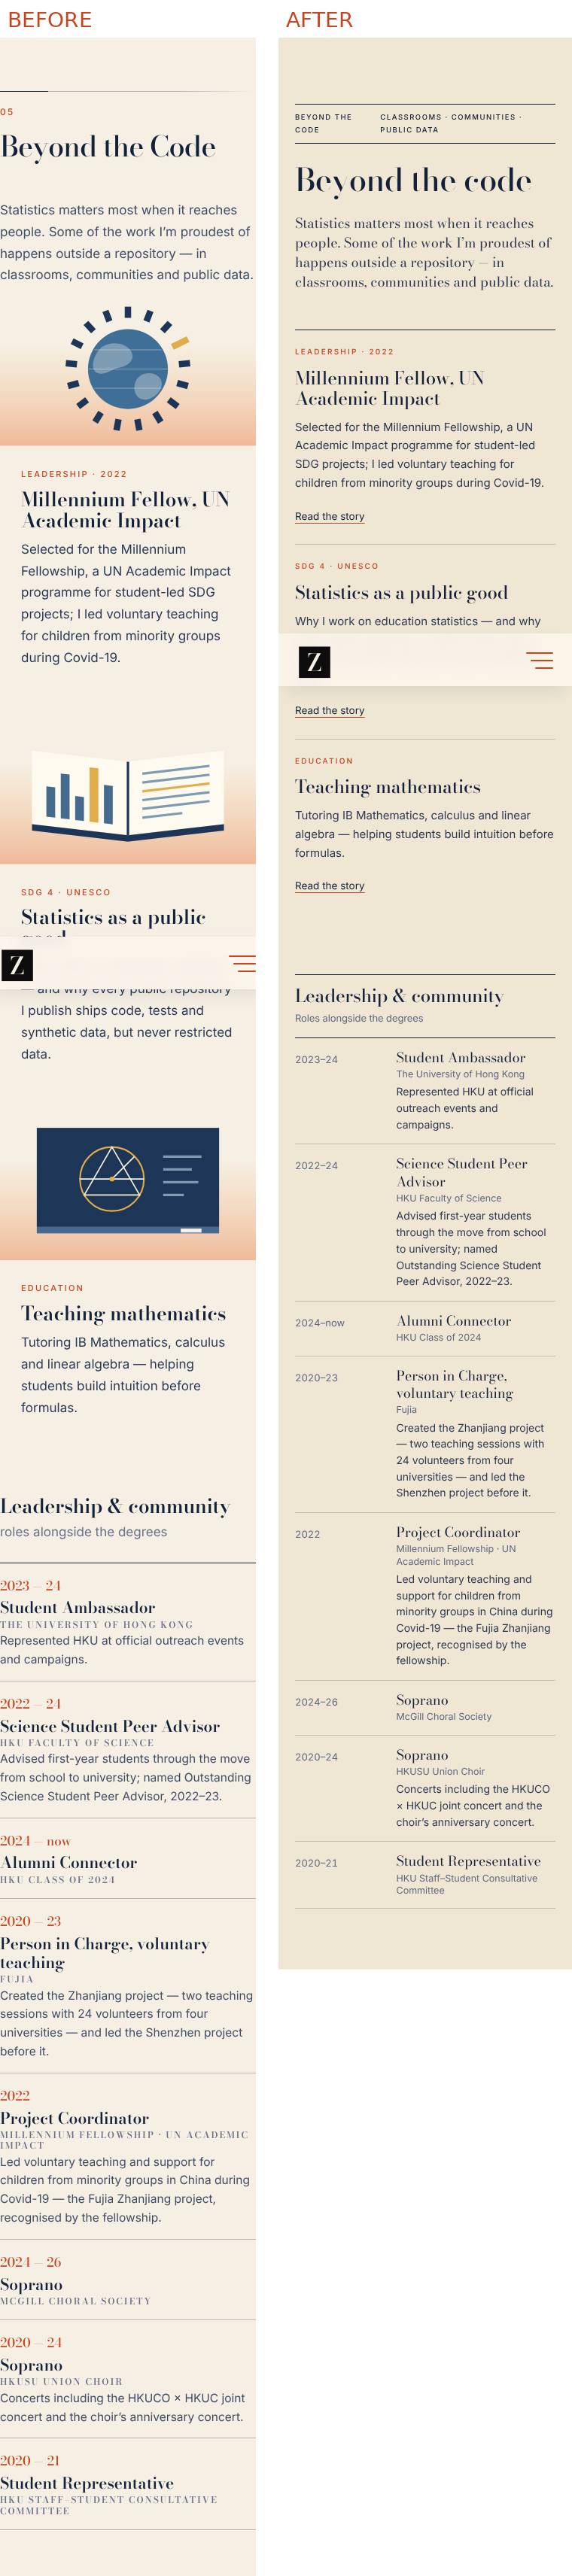 BEFORE
05
Beyond the Code
Statistics matters most when it reaches
people. Some of the work I’m proudest of
happens outside a repository — in
classrooms, communities and public data.
LEADERSHIP · 2022
Millennium Fellow, UN
Academic Impact
Selected for the Millennium
Fellowship, a UN Academic Impact
programme for student-led SDG
projects; I led voluntary teaching
for children from minority groups
during Covid-19.
SDG 4 · UNESCO
Statistics as a public
Z
— and why every public repository
I publish ships code, tests and
synthetic data, but never restricted
data.
EDUCATION
Teaching mathematics
Tutoring IB Mathematics, calculus
and linear algebra — helping
students build intuition before
formulas.
Leadership & community
roles alongside the degrees
2023 — 24
Student Ambassador
THE UNIVERSITY OF HONG KONG
Represented HKU at official outreach events
and campaigns.
2022 — 24
Science Student Peer Advisor
HKU FACULTY OF SCIENCE
Advised first-year students through the move
from school to university; named Outstanding
Science Student Peer Advisor, 2022–23.
2024 — now
Alumni Connector
HKU CLASS OF 2024
2020 — 23
Person in Charge, voluntary
teaching
FUJIA
Created the Zhanjiang project — two teaching
sessions with 24 volunteers from four
universities — and led the Shenzhen project
before it.
2022
Project Coordinator
MILLENNIUM FELLOWSHIP · UN ACADEMIC
IMPACT
Led voluntary teaching and support for
children from minority groups in China during
Covid-19 — the Fujia Zhanjiang project,
recognised by the fellowship.
2024 — 26
Soprano
MCGILL CHORAL SOCIETY
2020 — 24
Soprano
HKUSU UNION CHOIR
Concerts including the HKUCO × HKUC joint
concert and the choir’s anniversary concert.
2020 — 21
Student Representative
HKU STAFF–STUDENT CONSULTATIVE
COMMITTEE
AFTER
BEYOND THE
CODE
CLASSROOMS · COMMUNITIES ·
PUBLIC DATA
Beyond the code
Statistics matters most when it reaches
people. Some of the work I’m proudest of
happens outside a repository — in
classrooms, communities and public data.
LEADERSHIP · 2022
Millennium Fellow, UN
Academic Impact
Selected for the Millennium Fellowship, a UN
Academic Impact programme for student-led
SDG projects; I led voluntary teaching for
children from minority groups during Covid-19.
Read the story
SDG 4 · UNESCO
Statistics as a public good
Why I work on education statistics — and why
Z
Read the story
EDUCATION
Teaching mathematics
Tutoring IB Mathematics, calculus and linear
algebra — helping students build intuition before
formulas.
Read the story
Leadership & community
Roles alongside the degrees
2023–24
Student Ambassador
The University of Hong Kong
Represented HKU at official
outreach events and
campaigns.
2022–24
Science Student Peer
Advisor
HKU Faculty of Science
Advised first-year students
through the move from school
to university; named
Outstanding Science Student
Peer Advisor, 2022–23.
2024–now
Alumni Connector
HKU Class of 2024
2020–23
Person in Charge,
voluntary teaching
Fujia
Created the Zhanjiang project
— two teaching sessions with
24 volunteers from four
universities — and led the
Shenzhen project before it.
2022
Project Coordinator
Millennium Fellowship · UN
Academic Impact
Led voluntary teaching and
support for children from
minority groups in China during
Covid-19 — the Fujia Zhanjiang
project, recognised by the
fellowship.
2024–26
Soprano
McGill Choral Society
2020–24
Soprano
HKUSU Union Choir
Concerts including the HKUCO
× HKUC joint concert and the
choir’s anniversary concert.
2020–21
Student Representative
HKU Staff–Student Consultative
Committee